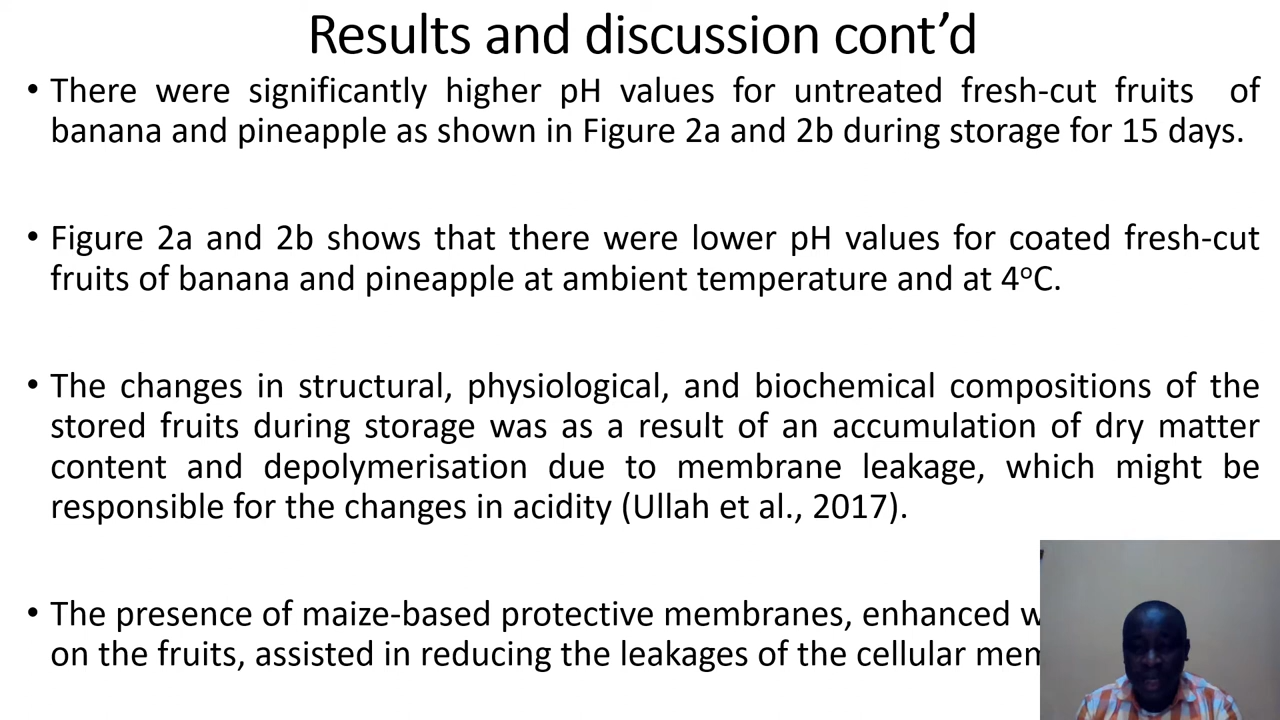 Results and discussion cont’d
• There were significantly higher pH values for untreated fresh-cut fruits of
banana and pineapple as shown in Figure 2a and 2b during storage for 15 days.
• Figure 2a and 2b shows that there were lower pH values for coated fresh-cut
fruits of banana and pineapple at ambient temperature and at 4ᵒC.
• The changes in structural, physiological, and biochemical compositions of the
stored fruits during storage was as a result of an accumulation of dry matter
content and depolymerisation due to membrane leakage, which might be
responsible for the changes in acidity (Ullah et al., 2017).
• The presence of maize-based protective membranes, enhanced
on the fruits, assisted in reducing the leakages of the cellular